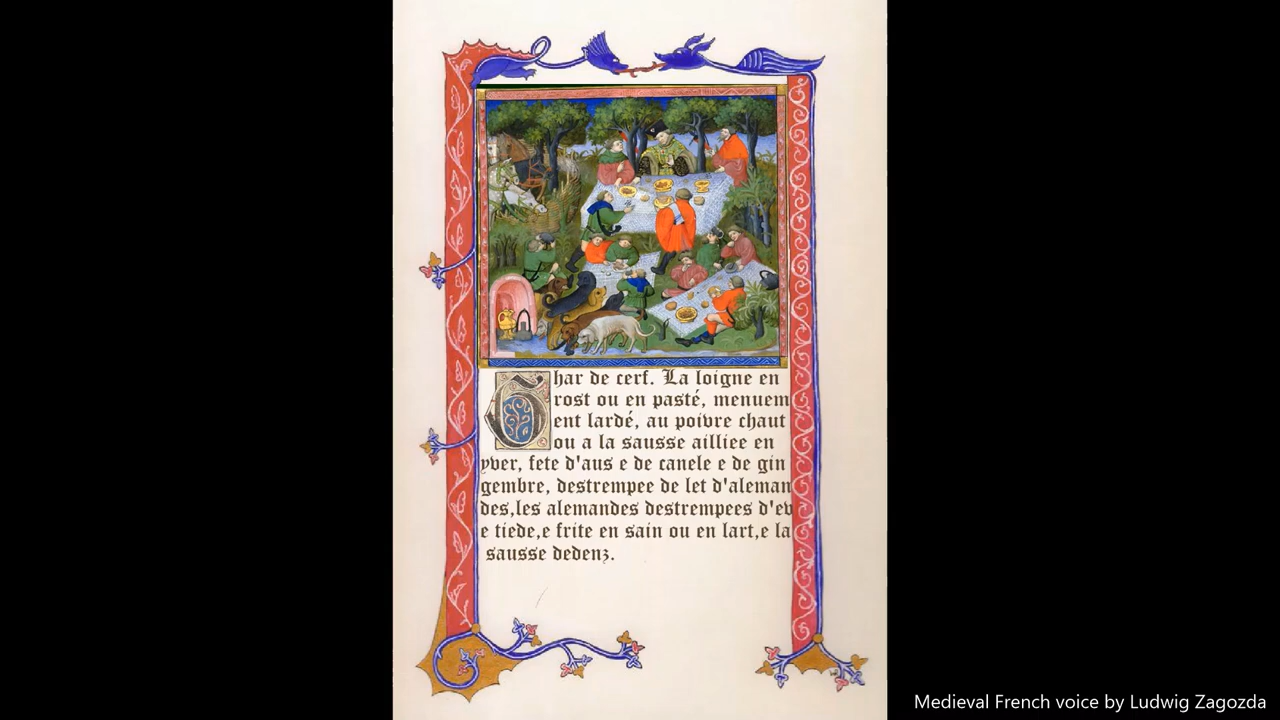 Char de cerf. La loigne en
rost ou en pasté, menuem
ent lardé, au poivre chaut
ou a la sausse ailliee en
yver, fete d'aus e de canele e de gin
gembre, destrempee de let d'aleman
des,les alemandes destrempees d'ev
e tiede,e frite en sain ou en lart,e la
sausse dedenz.
Medieval French voice by Ludwig Zagozda